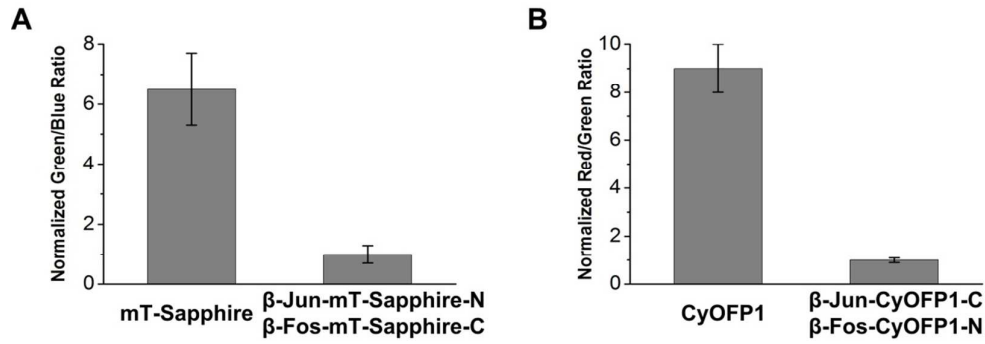 A
Normalized Green/Blue Ratio
8
6
4
2
0
mT-Sapphire
β-Jun-mT-Sapphire-N
β-Fos-mT-Sapphire-C
B
Normalized Red/Green Ratio
10
8
6
4
2
0
CyOFP1
β-Jun-CyOFP1-C
β-Fos-CyOFP1-N